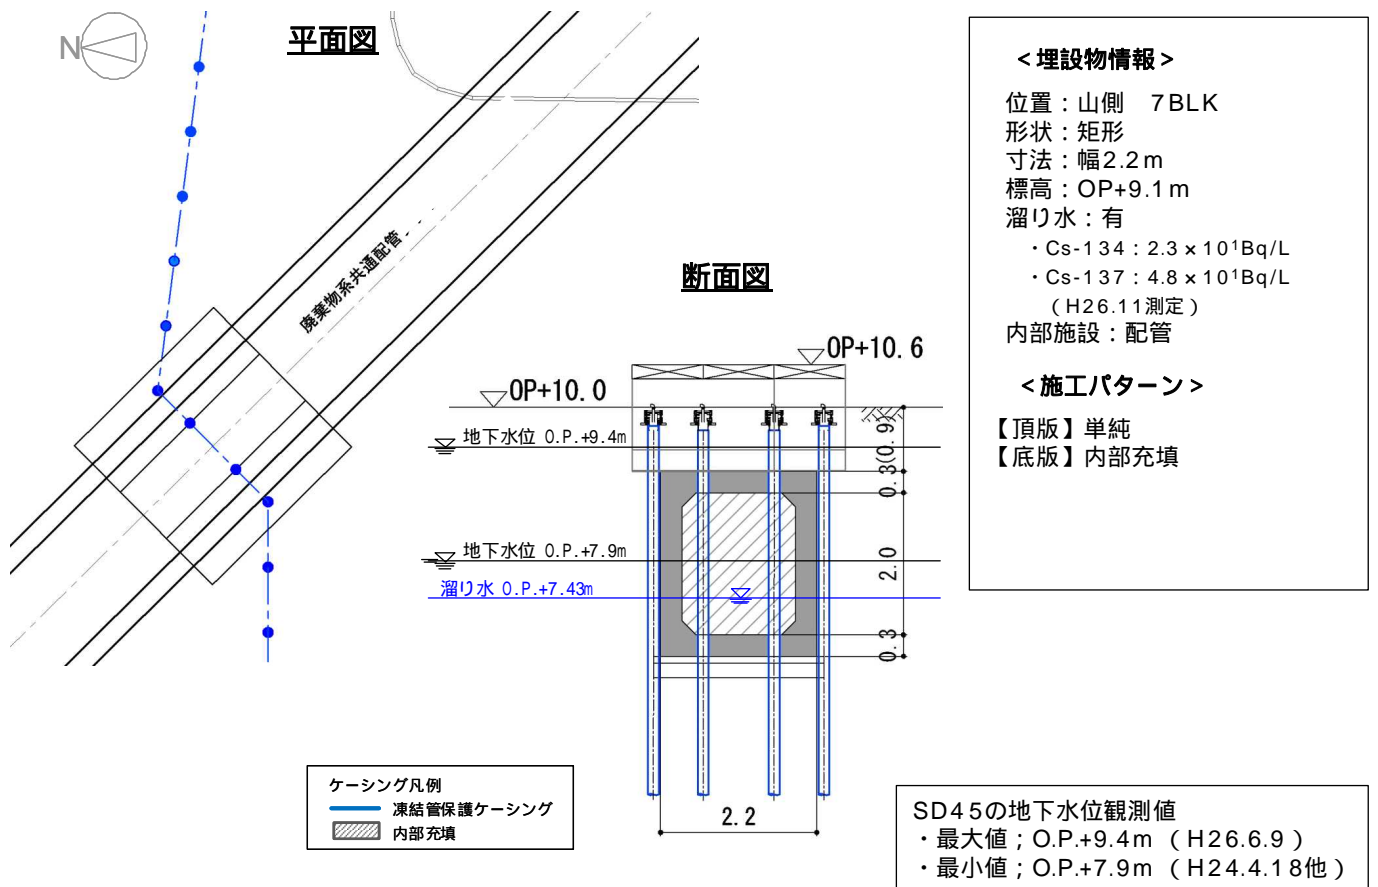 N
平面図
廃棄物系共通配管
断面図
OP+10.6
OP+10.0
地下水位 O.P.+9.4m
地下水位 O.P.+7.9m
溜り水 O.P.+7.43m
(0.9)
0.3
2.0
0.3
2.2
ケーシング凡例
凍結管保護ケーシング
内部充填
＜埋設物情報＞
位置：山側　7BLK
形状：矩形
寸法：幅2.2m
標高：OP+9.1m
溜り水：有
・Cs-134：2.3×10¹Bq/L
・Cs-137：4.8×10¹Bq/L
（H26.11測定）
内部施設：配管
＜施工パターン＞
【頂版】単純
【底版】内部充填
SD45の地下水位観測値
・最大値；O.P.+9.4m（H26.6.9）
・最小値；O.P.+7.9m（H24.4.18他）